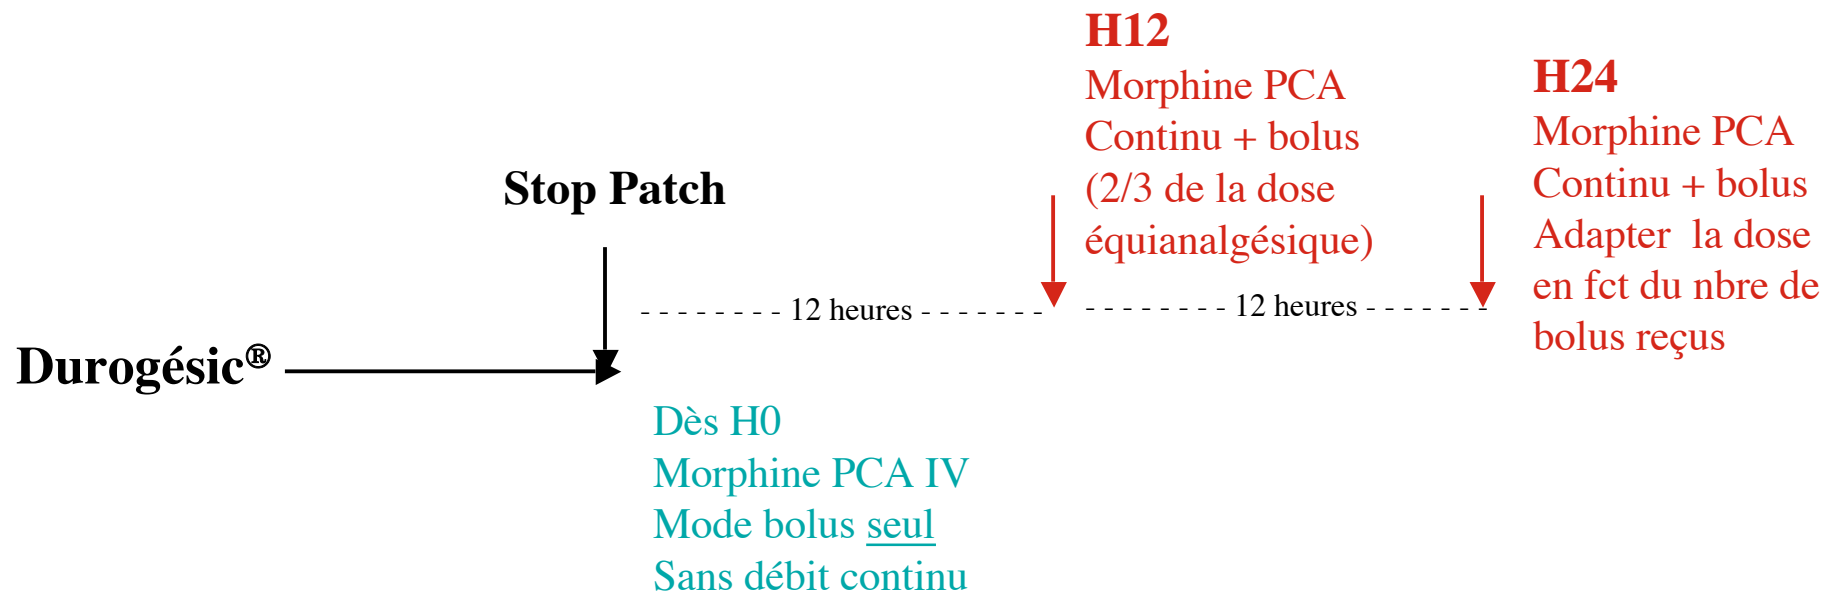 H12
Morphine PCA
Continu + bolus
(2/3 de la dose
équianalgésique)
H24
Morphine PCA
Continu + bolus
Adapter la dose
en fct du nbre de
bolus reçus
Stop Patch
12 heures
12 heures
Durogésic®
Dès H0
Morphine PCA IV
Mode bolus seul
Sans débit continu